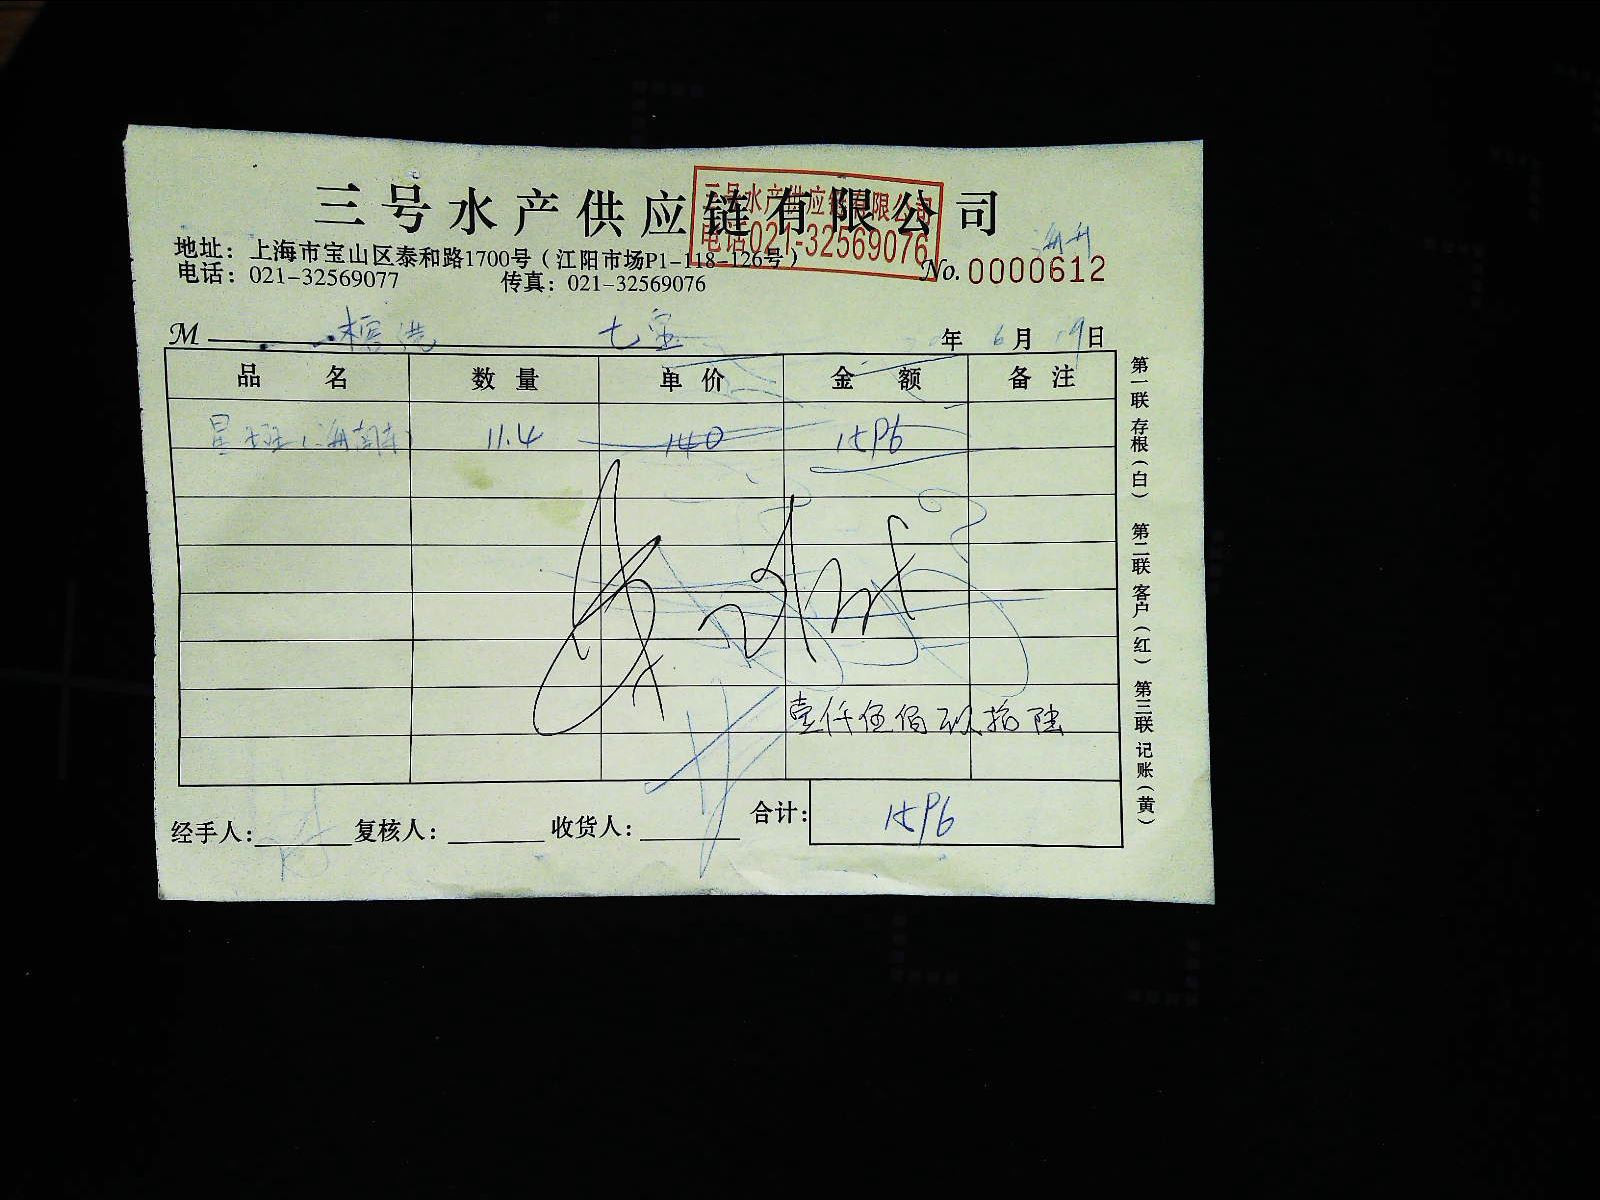 三号水产供应链有限公司
三号水产供应链有限公司
电话021-32569076
地址：上海市宝山区泰和路1700号（江阳市场P1-118-126号）
电话：021-32569077 传真：021-32569076
No. 0000612
M 七宝 年 6月 19日
品名 数量 单价 金额 备注
星斑（海南） 11.4 140 1596
壹仟伍佰玖拾陆
经手人： 复核人： 收货人： 合计： 1596
第一联 存根（白） 第二联 客户（红） 第三联 记账（黄）